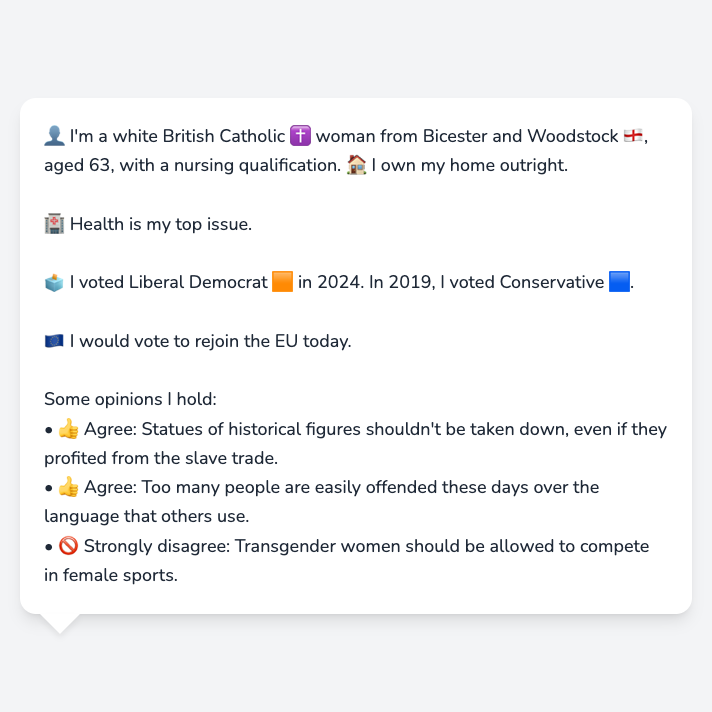 👤 I'm a white British Catholic ✝️ woman from Bicester and Woodstock 🏴󠁧󠁢󠁥󠁮󠁧󠁿,
aged 63, with a nursing qualification. 🏠 I own my home outright.
🏥 Health is my top issue.
🗳️ I voted Liberal Democrat 🟧 in 2024. In 2019, I voted Conservative 🟦.
🇪🇺 I would vote to rejoin the EU today.
Some opinions I hold:
• 👍 Agree: Statues of historical figures shouldn't be taken down, even if they
profited from the slave trade.
• 👍 Agree: Too many people are easily offended these days over the
language that others use.
• 🚫 Strongly disagree: Transgender women should be allowed to compete
in female sports.